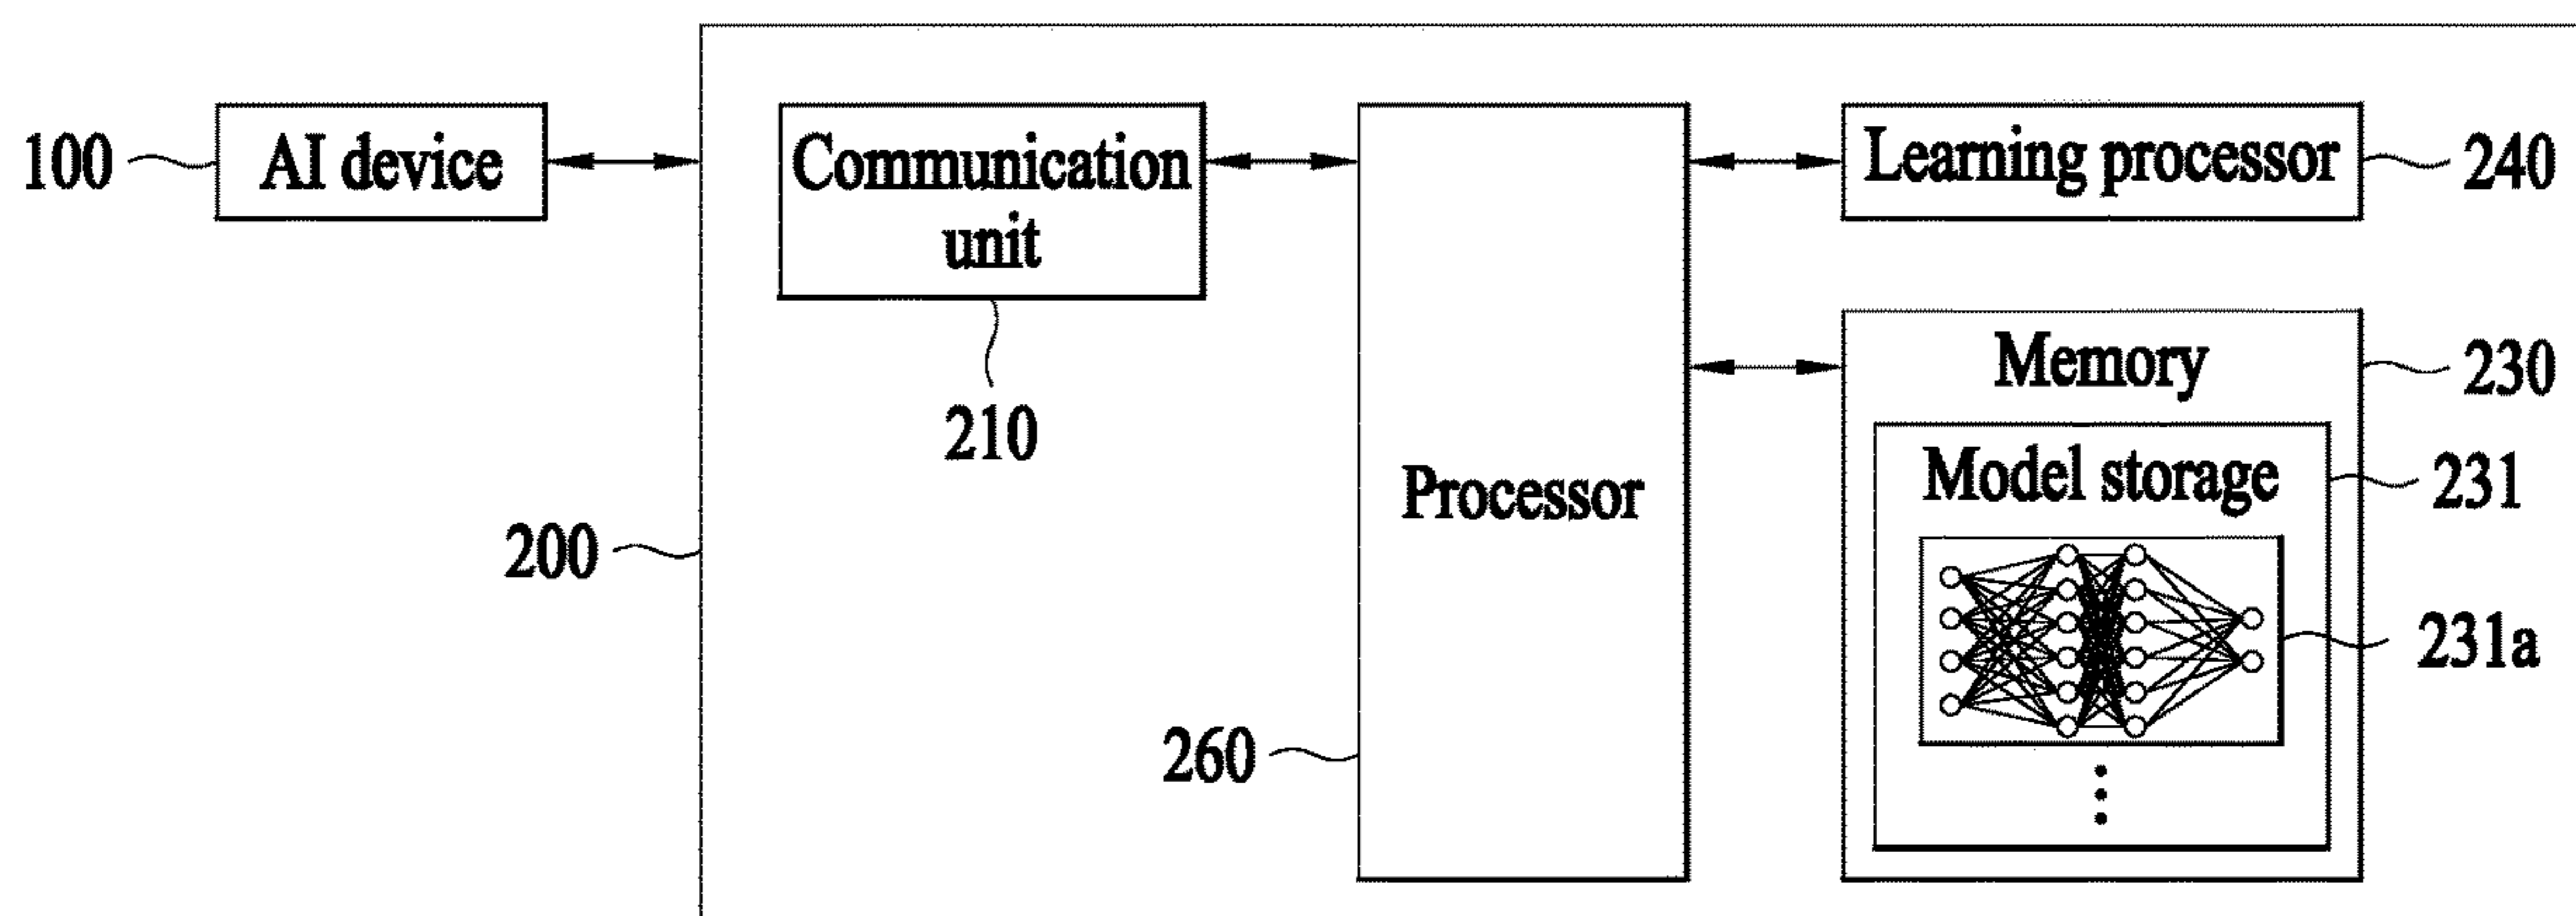 100
AI device
Communication
unit
210
200
Processor
260
Learning processor
240
Memory
230
Model storage
231
231a